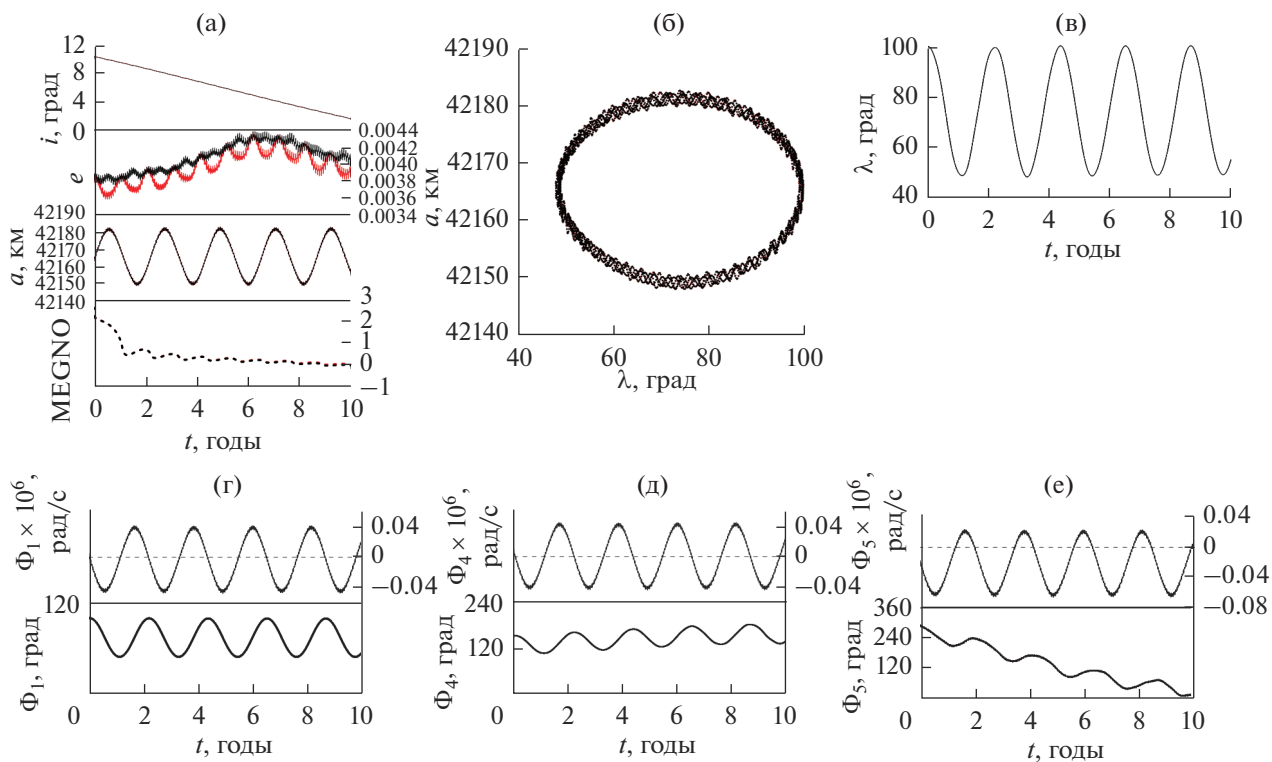 (а)
12
8
4
0
i, град
0.0044
0.0042
0.0040
0.0038
0.0036
0.0034
e
42190
42180
42170
42160
42150
42140
a, км
3
2
1
0
−1
MEGNO
0 2 4 6 8 10
t, годы
(б)
42190
42180
42170
42160
42150
42140
a, км
40 60 80 100
λ, град
(в)
100
80
60
40
λ, град
0 2 4 6 8 10
t, годы
(г)
Φ1 × 10⁶,
рад/с
0.04
0
−0.04
120
Φ1, град
0 2 4 6 8 10
t, годы
(д)
Φ4 × 10⁶,
рад/с
0.04
0
−0.04
240
120
Φ4, град
0 2 4 6 8 10
t, годы
(е)
Φ5 × 10⁶,
рад/с
0.04
0
−0.04
−0.08
360
240
120
Φ5, град
0 2 4 6 8 10
t, годы